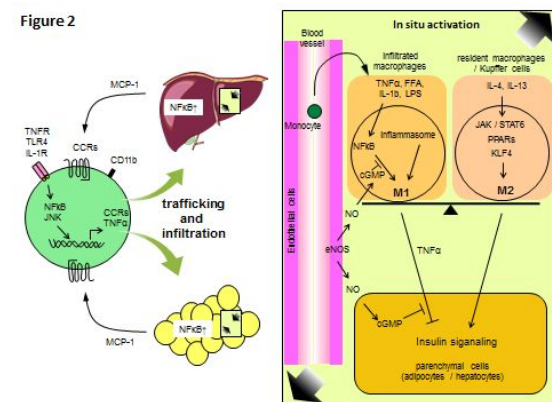 Figure 2
MCP-1
NFκB↑
TNFR
TLR4
IL-1R
CCRs
CD11b
NFκB
JNK
CCRs
TNFα
trafficking
and
infiltration
NFκB↑
MCP-1
In situ activation
Blood
vessel
Monocyte
Endothelial cells
infiltrated
macrophages
TNFα, FFA,
IL-1b, LPS
Inflammasome
NFkB
cGMP
M1
resident macrophages
/ Kupffer cells
IL-4, IL-13
JAK / STAT6
PPARs
KLF4
M2
NO
eNOS
NO
TNFα
cGMP
Insulin siganaling
parenchymal cells
(adipocytes / hepatocytes)